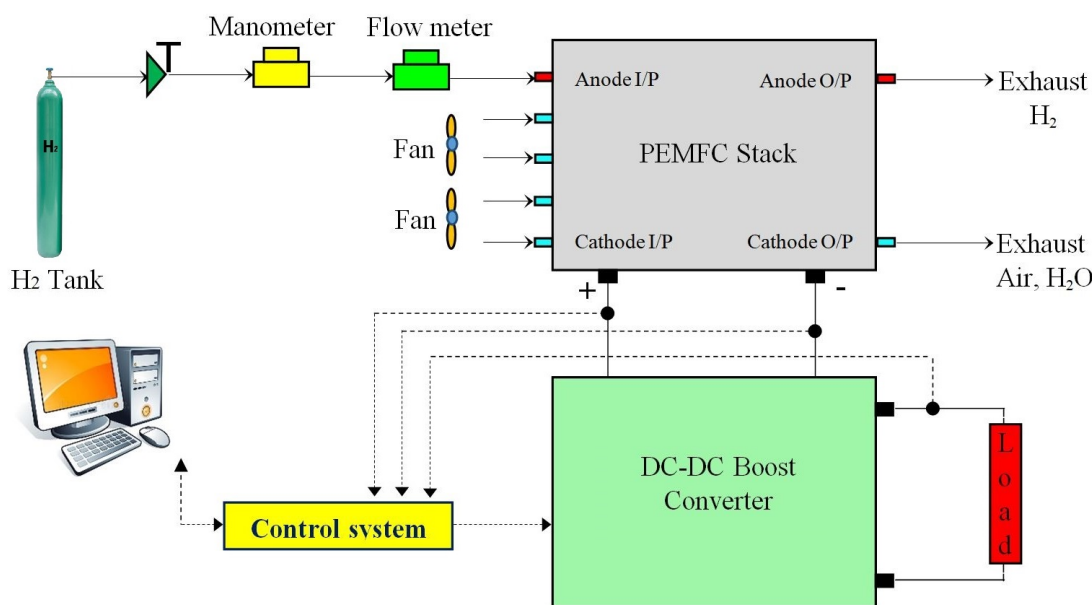 Manometer
Flow meter
T
H₂
H2 Tank
Fan
Fan
Anode I/P
Anode O/P
PEMFC Stack
Cathode I/P
Cathode O/P
Exhaust
H₂
Exhaust
Air, H₂O
+
-
Control system
DC-DC Boost
Converter
Load